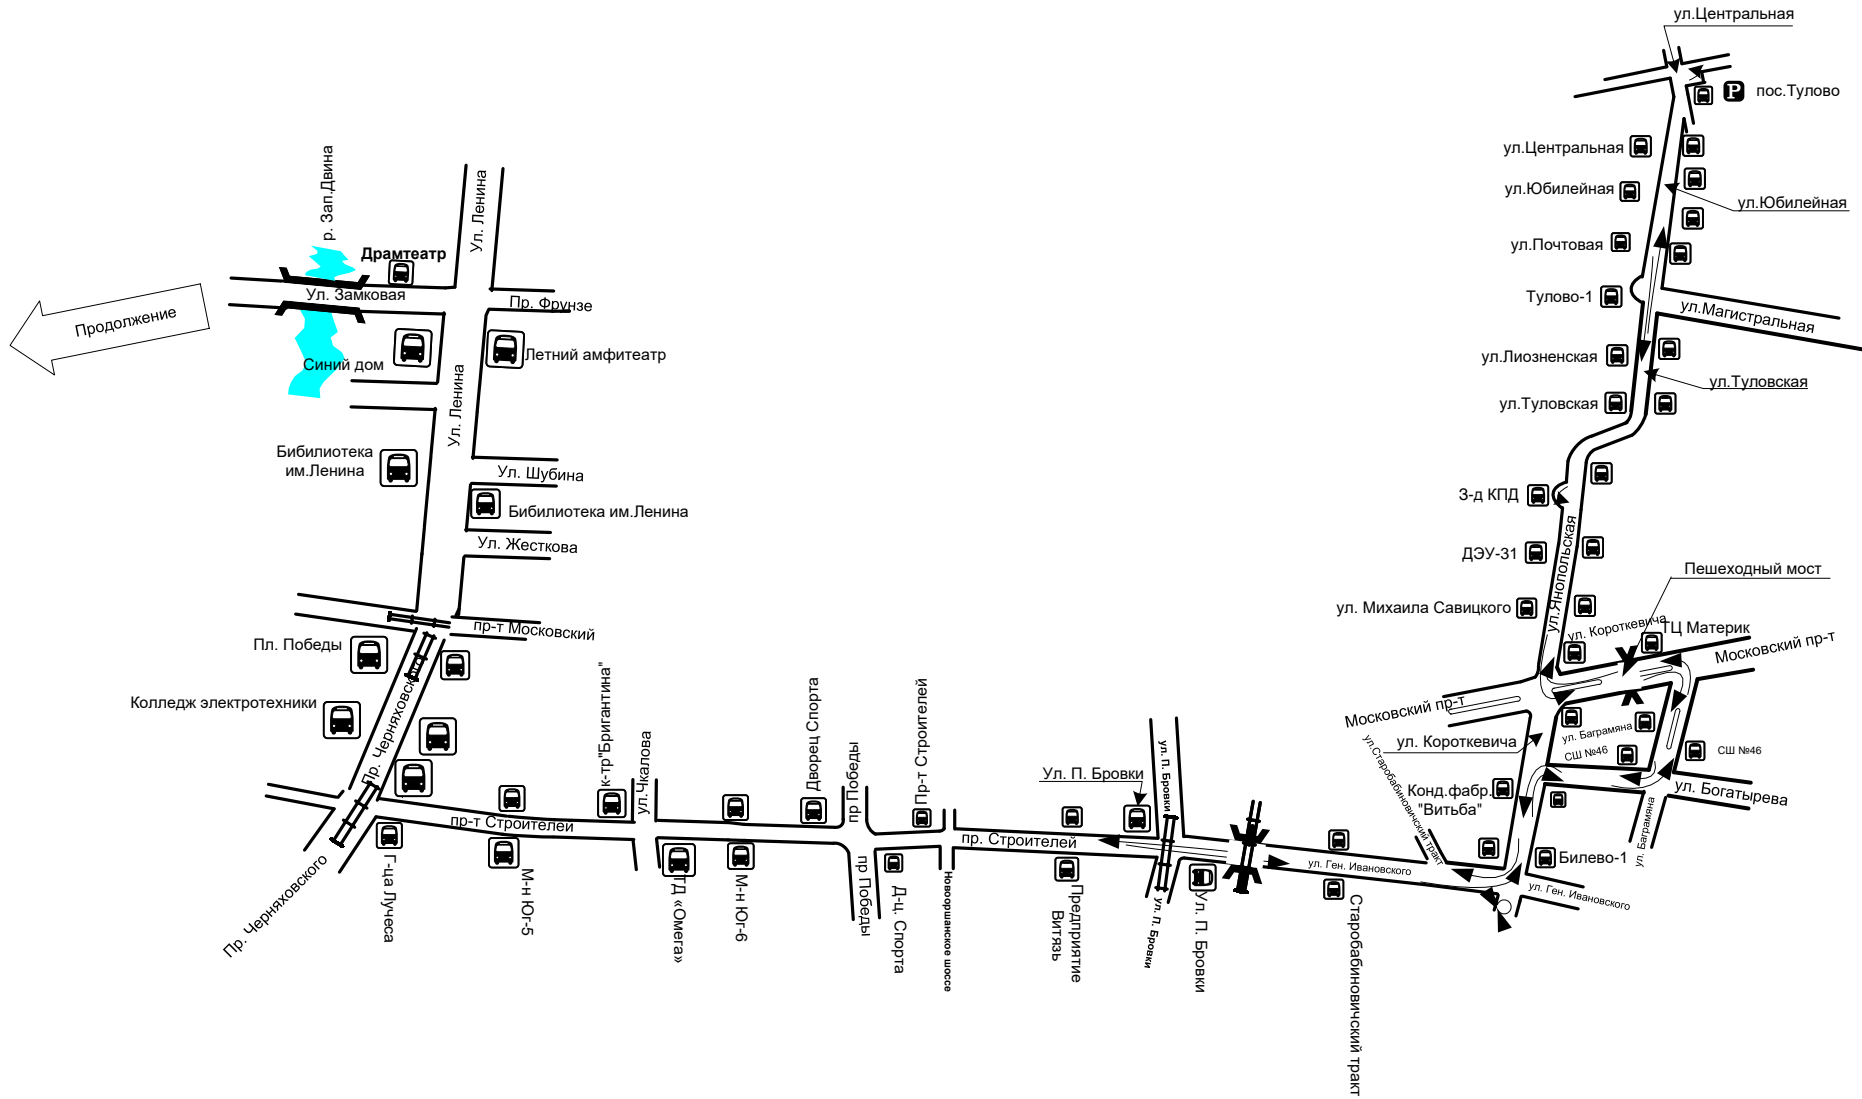 ул.Центральная
P
пос.Тулово
ул.Центральная
ул.Юбилейная
ул.Юбилейная
ул.Почтовая
Тулово-1
ул.Магистральная
ул.Лиозненская
ул.Туловская
ул.Туловская
р. Зап.Двина
Ул. Ленина
Драмтеатр
Ул. Замковая
Пр. Фрунзе
Продолжение
Синий дом
Летний амфитеатр
Ул. Ленина
Бибилиотека
им.Ленина
Ул. Шубина
Бибилиотека им.Ленина
Ул. Жесткова
З-д КПД
ДЭУ-31
ул.Янопольская
Пешеходный мост
ул. Михаила Савицкого
ул. Короткевича
ТЦ Материк
Московский пр-т
пр-т Московский
Пл. Победы
Колледж электротехники
Пр. Черняховского
к-тр"Бригантина"
ул.Чкалова
Дворец Спорта
пр Победы
Пр-т Строителей
Ул. П. Бровки
ул. П. Бровки
Московский пр-т
ул. Короткевича
ул. Баграмяна
СШ №46
СШ №46
ул.Старобабиновичский тракт
Конд.фабр.
"Витьба"
ул. Богатырева
ул. Баграмяна
пр-т Строителей
пр. Строителей
ул. Ген. Ивановского
Билево-1
ул. Ген. Ивановского
Пр. Черняховского
Г-ца Лучеса
М-н Юг-5
ТД «Омега»
М-н Юг-6
пр Победы
Д-ц. Спорта
Новооршанское шоссе
Предприятие
Витязь
ул. П. Бровки
Ул. П. Бровки
Старобабиновичский тракт